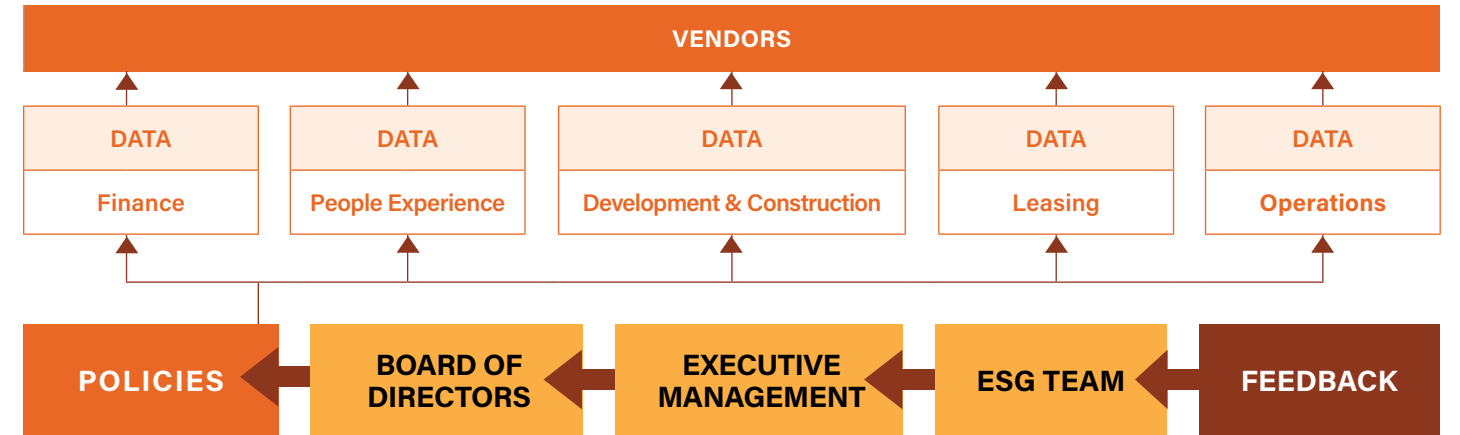 VENDORS
DATA
DATA
DATA
DATA
DATA
Finance
People Experience
Development & Construction
Leasing
Operations
POLICIES
BOARD OF
DIRECTORS
EXECUTIVE
MANAGEMENT
ESG TEAM
FEEDBACK